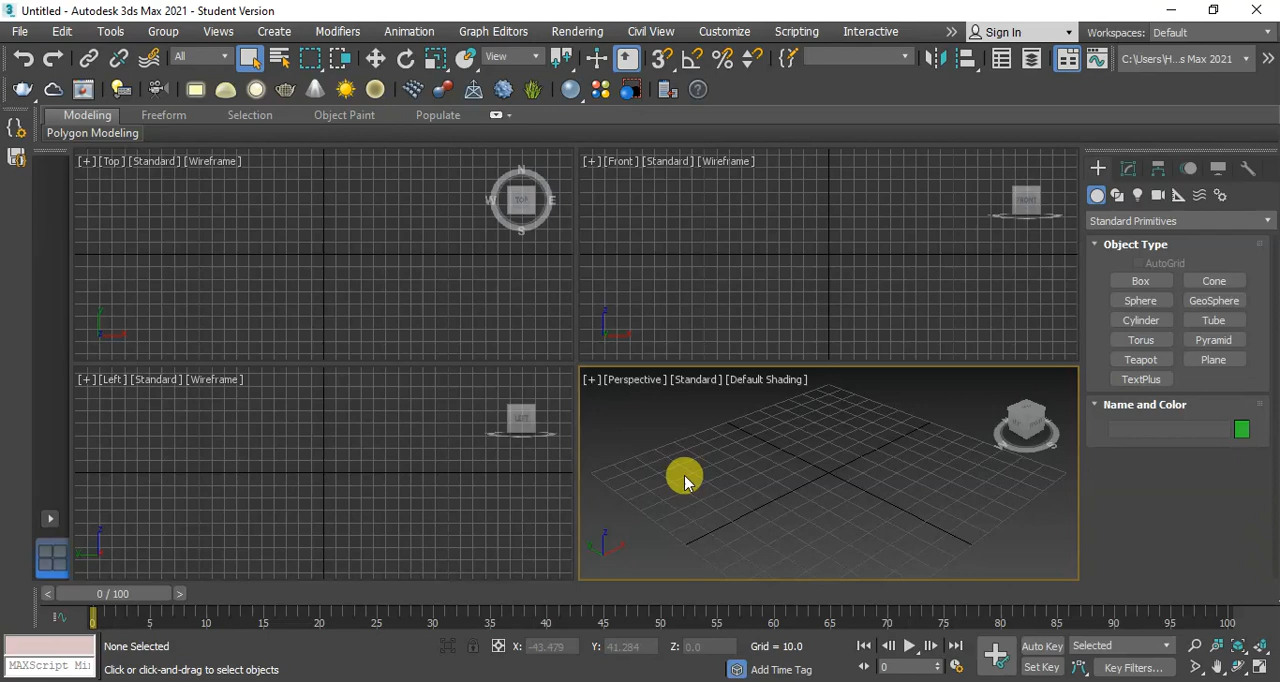 Untitled - Autodesk 3ds Max 2021 - Student Version
File Edit Tools Group Views Create Modifiers Animation Graph Editors Rendering Civil View Customize Scripting Interactive Sign In Workspaces: Default
All View C:\Users\H...s Max 2021
Modeling Freeform Selection Object Paint Populate
Polygon Modeling
[+] [Top] [Standard] [Wireframe]
N
W TOP E
S
[+] [Front] [Standard] [Wireframe]
FRONT
Standard Primitives
Object Type
AutoGrid
Box Cone
Sphere GeoSphere
Cylinder Tube
Torus Pyramid
Teapot Plane
TextPlus
Name and Color
[+] [Left] [Standard] [Wireframe]
LEFT
[+] [Perspective] [Standard] [Default Shading]
0 / 100
0 5 10 15 20 25 30 35 40 45 50 55 60 65 70 75 80 85 90 95 100
None Selected X: -43.479 Y: 41.284 Z: 0.0 Grid = 10.0 Auto Key Selected
MAXScript Mi: Click or click-and-drag to select objects Add Time Tag 0 Set Key Key Filters...